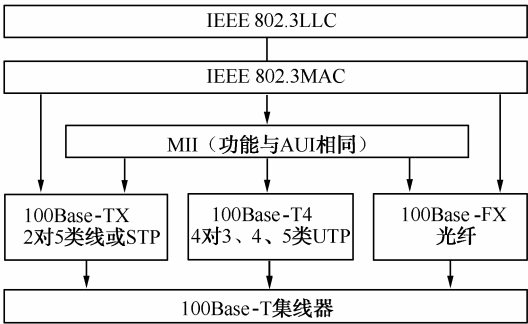 IEEE 802.3LLC
IEEE 802.3MAC
MII（功能与AUI相同）
100Base-TX
2对5类线或STP
100Base-T4
4对3、4、5类UTP
100Base-FX
光纤
100Base-T集线器